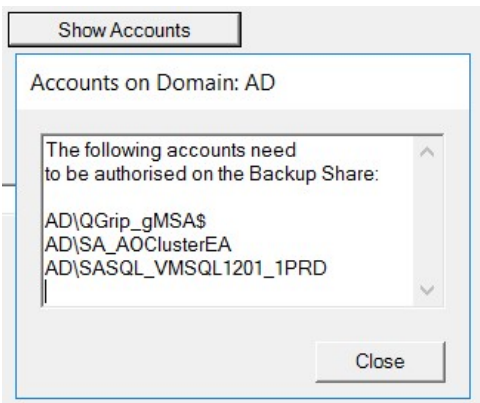 Show Accounts
Accounts on Domain: AD
The following accounts need
to be authorised on the Backup Share:
AD\QGrip_gMSA$
AD\SA_AOClusterEA
AD\SASQL_VMSQL1201_1PRD
Close